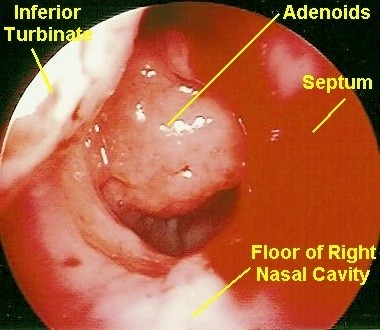 Inferior
Turbinate
Adenoids
Septum
Floor of Right
Nasal Cavity